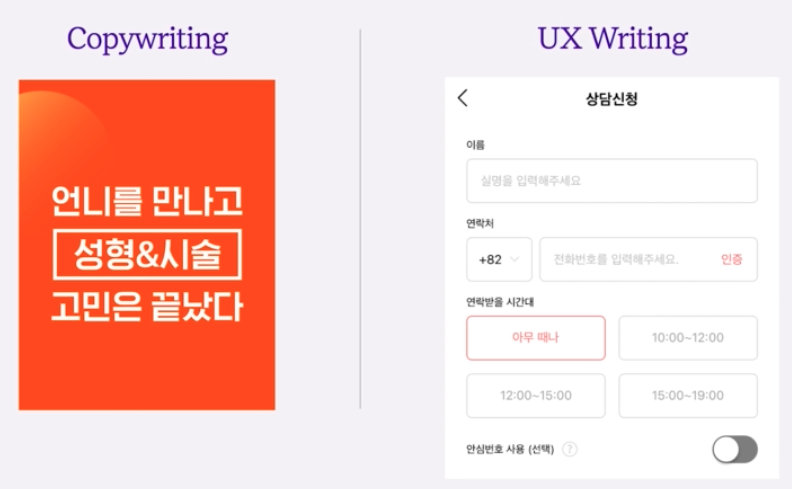 Copywriting
언니를 만나고
성형&시술
고민은 끝났다
UX Writing
상담신청
이름
실명을 입력해주세요
연락처
+82
전화번호를 입력해주세요.
인증
연락받을 시간대
아무 때나
10:00~12:00
12:00~15:00
15:00~19:00
안심번호 사용 (선택) ?